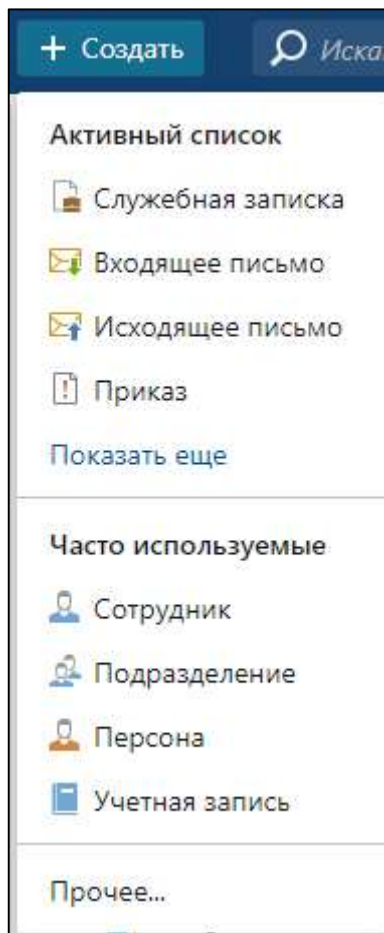 + Создать
Активный список
Служебная записка
Входящее письмо
Исходящее письмо
Приказ
Показать еще
Часто используемые
Сотрудник
Подразделение
Персона
Учетная запись
Прочее...